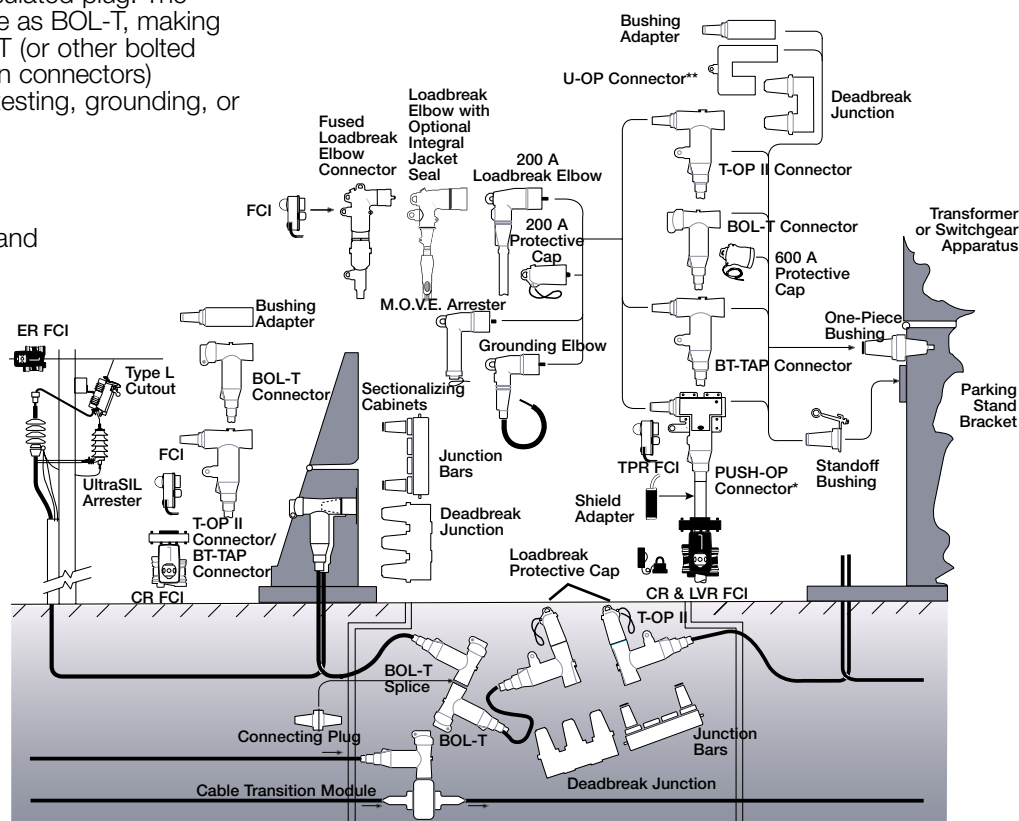 sulated plug. The
e as BOL-T, making
T (or other bolted
n connectors)
testing, grounding, or
and
Bushing
Adapter
U-OP Connector**
Deadbreak
Junction
Fused
Loadbreak
Elbow
Connector
Loadbreak
Elbow with
Optional
Integral
Jacket
Seal
200 A
Loadbreak Elbow
FCI
200 A
Protective
Cap
T-OP II Connector
BOL-T Connector
600 A
Protective
Cap
Transformer
or Switchgear
Apparatus
M.O.V.E. Arrester
Grounding Elbow
BT-TAP Connector
One-Piece
Bushing
Parking
Stand
Bracket
ER FCI
Type L
Cutout
UltraSIL
Arrester
Bushing
Adapter
BOL-T
Connector
FCI
T-OP II
Connector/
BT-TAP
Connector
CR FCI
Sectionalizing
Cabinets
Junction
Bars
Deadbreak
Junction
TPR FCI
PUSH-OP
Connector*
Standoff
Bushing
Shield
Adapter
Loadbreak
Protective Cap
CR & LVR FCI
T-OP II
BOL-T
Splice
Connecting Plug
BOL-T
Junction
Bars
Deadbreak Junction
Cable Transition Module